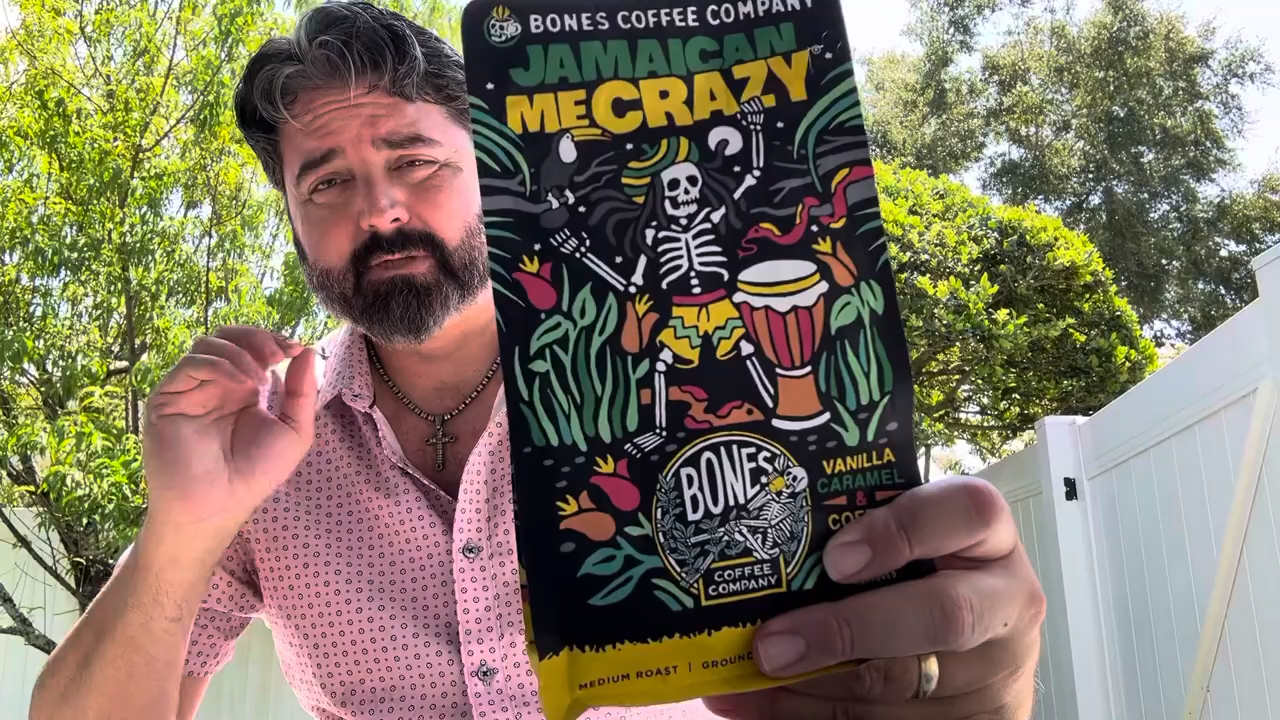 BONES COFFEE COMPANY
JAMAICAN
ME CRAZY
VANILLA
CARAMEL
&
BONES
COFFEE
COMPANY
MEDIUM ROAST | GROUND